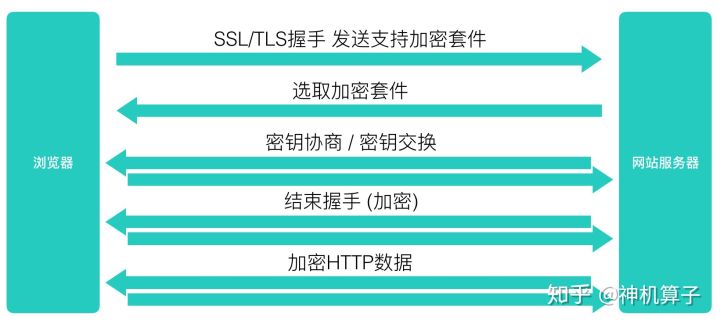 SSL/TLS握手 发送支持加密套件
选取加密套件
密钥协商 / 密钥交换
浏览器
网站服务器
结束握手 (加密)
加密HTTP数据
知乎 @神机算子